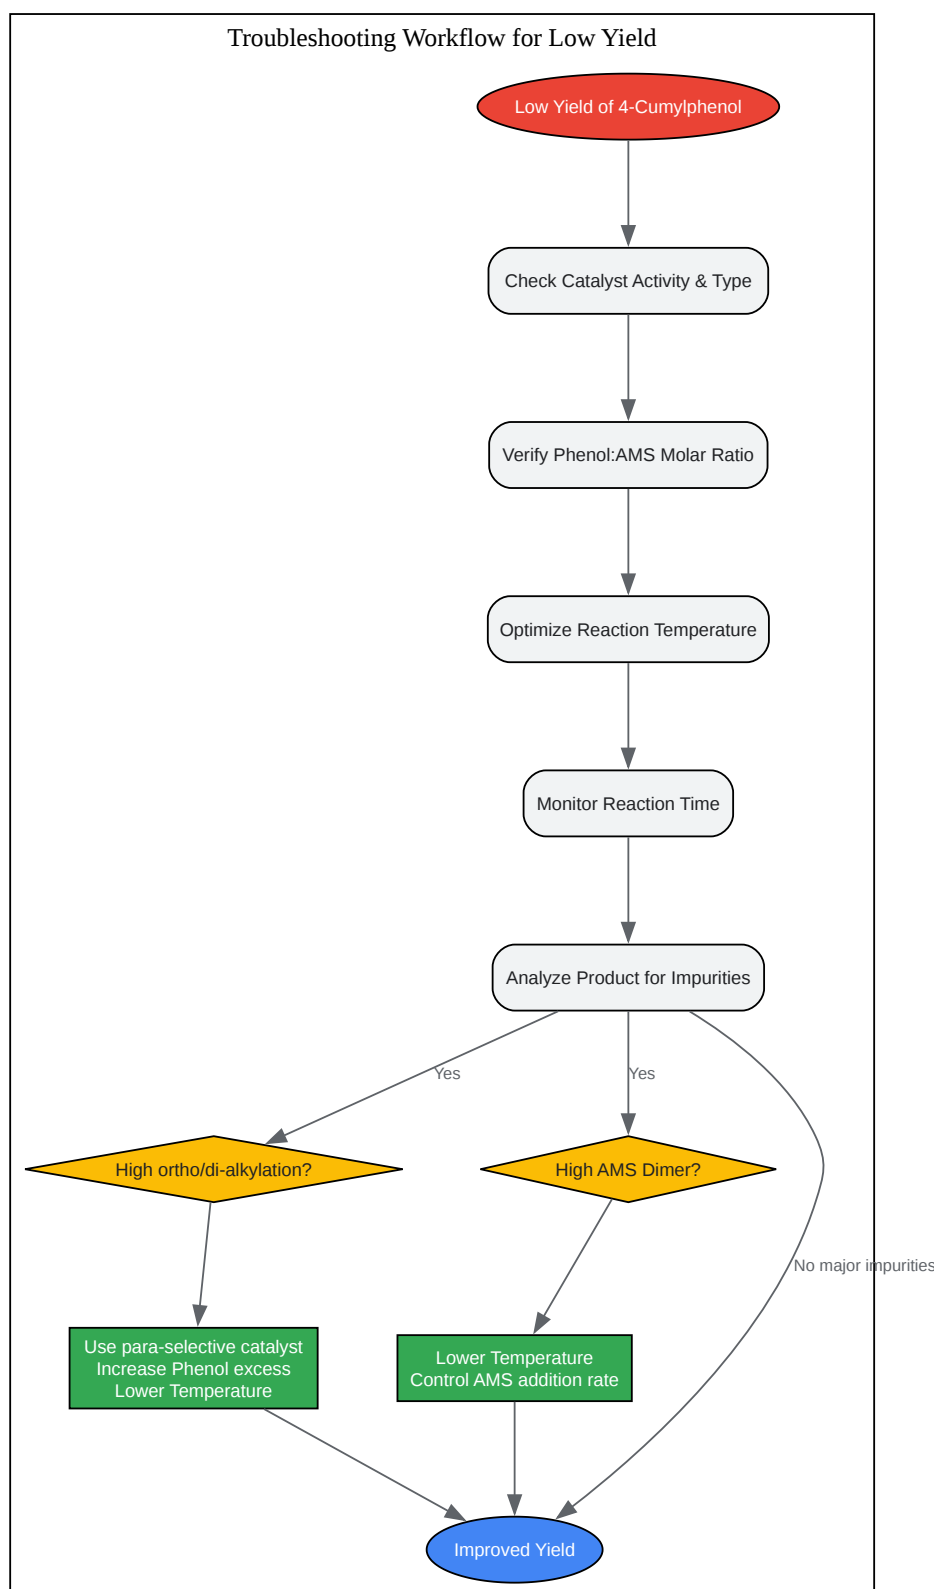 Troubleshooting Workflow for Low Yield
Low Yield of 4-Cumylphenol
Check Catalyst Activity & Type
Verify Phenol:AMS Molar Ratio
Optimize Reaction Temperature
Monitor Reaction Time
Analyze Product for Impurities
Yes
Yes
High ortho/di-alkylation?
High AMS Dimer?
No major impurities
Use para-selective catalyst
Increase Phenol excess
Lower Temperature
Lower Temperature
Control AMS addition rate
Improved Yield